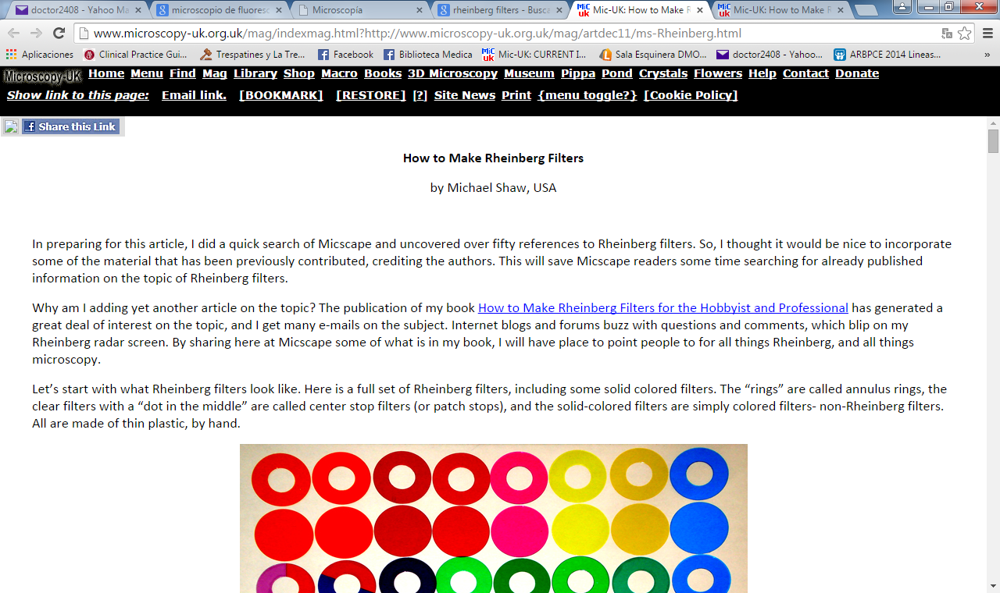 doctor2408 - Yahoo Ma
microscopio de fluoresc
Microscopía
rheinberg filters - Busca
Mic-UK: How to Make R
Mic-UK: How to Make R
www.microscopy-uk.org.uk/mag/indexmag.html?http://www.microscopy-uk.org.uk/mag/artdec11/ms-Rheinberg.html
Aplicaciones Clinical Practice Gui... Trespatines y La Tre... Facebook Biblioteca Medica Mic-UK: CURRENT I... Sala Esquinera DMO... doctor2408 - Yahoo... ARBPCE 2014 Lineas... »
Microscopy-UK Home Menu Find Mag Library Shop Macro Books 3D Microscopy Museum Pippa Pond Crystals Flowers Help Contact Donate
Show link to this page: Email link. [BOOKMARK] [RESTORE] [?] Site News Print {menu toggle?} [Cookie Policy]
Share this Link
How to Make Rheinberg Filters
by Michael Shaw, USA
In preparing for this article, I did a quick search of Micscape and uncovered over fifty references to Rheinberg filters. So, I thought it would be nice to incorporate
some of the material that has been previously contributed, crediting the authors. This will save Micscape readers some time searching for already published
information on the topic of Rheinberg filters.
Why am I adding yet another article on the topic? The publication of my book How to Make Rheinberg Filters for the Hobbyist and Professional has generated a
great deal of interest on the topic, and I get many e-mails on the subject. Internet blogs and forums buzz with questions and comments, which blip on my
Rheinberg radar screen. By sharing here at Micscape some of what is in my book, I will have place to point people to for all things Rheinberg, and all things
microscopy.
Let’s start with what Rheinberg filters look like. Here is a full set of Rheinberg filters, including some solid colored filters. The “rings” are called annulus rings, the
clear filters with a “dot in the middle” are called center stop filters (or patch stops), and the solid-colored filters are simply colored filters- non-Rheinberg filters.
All are made of thin plastic, by hand.